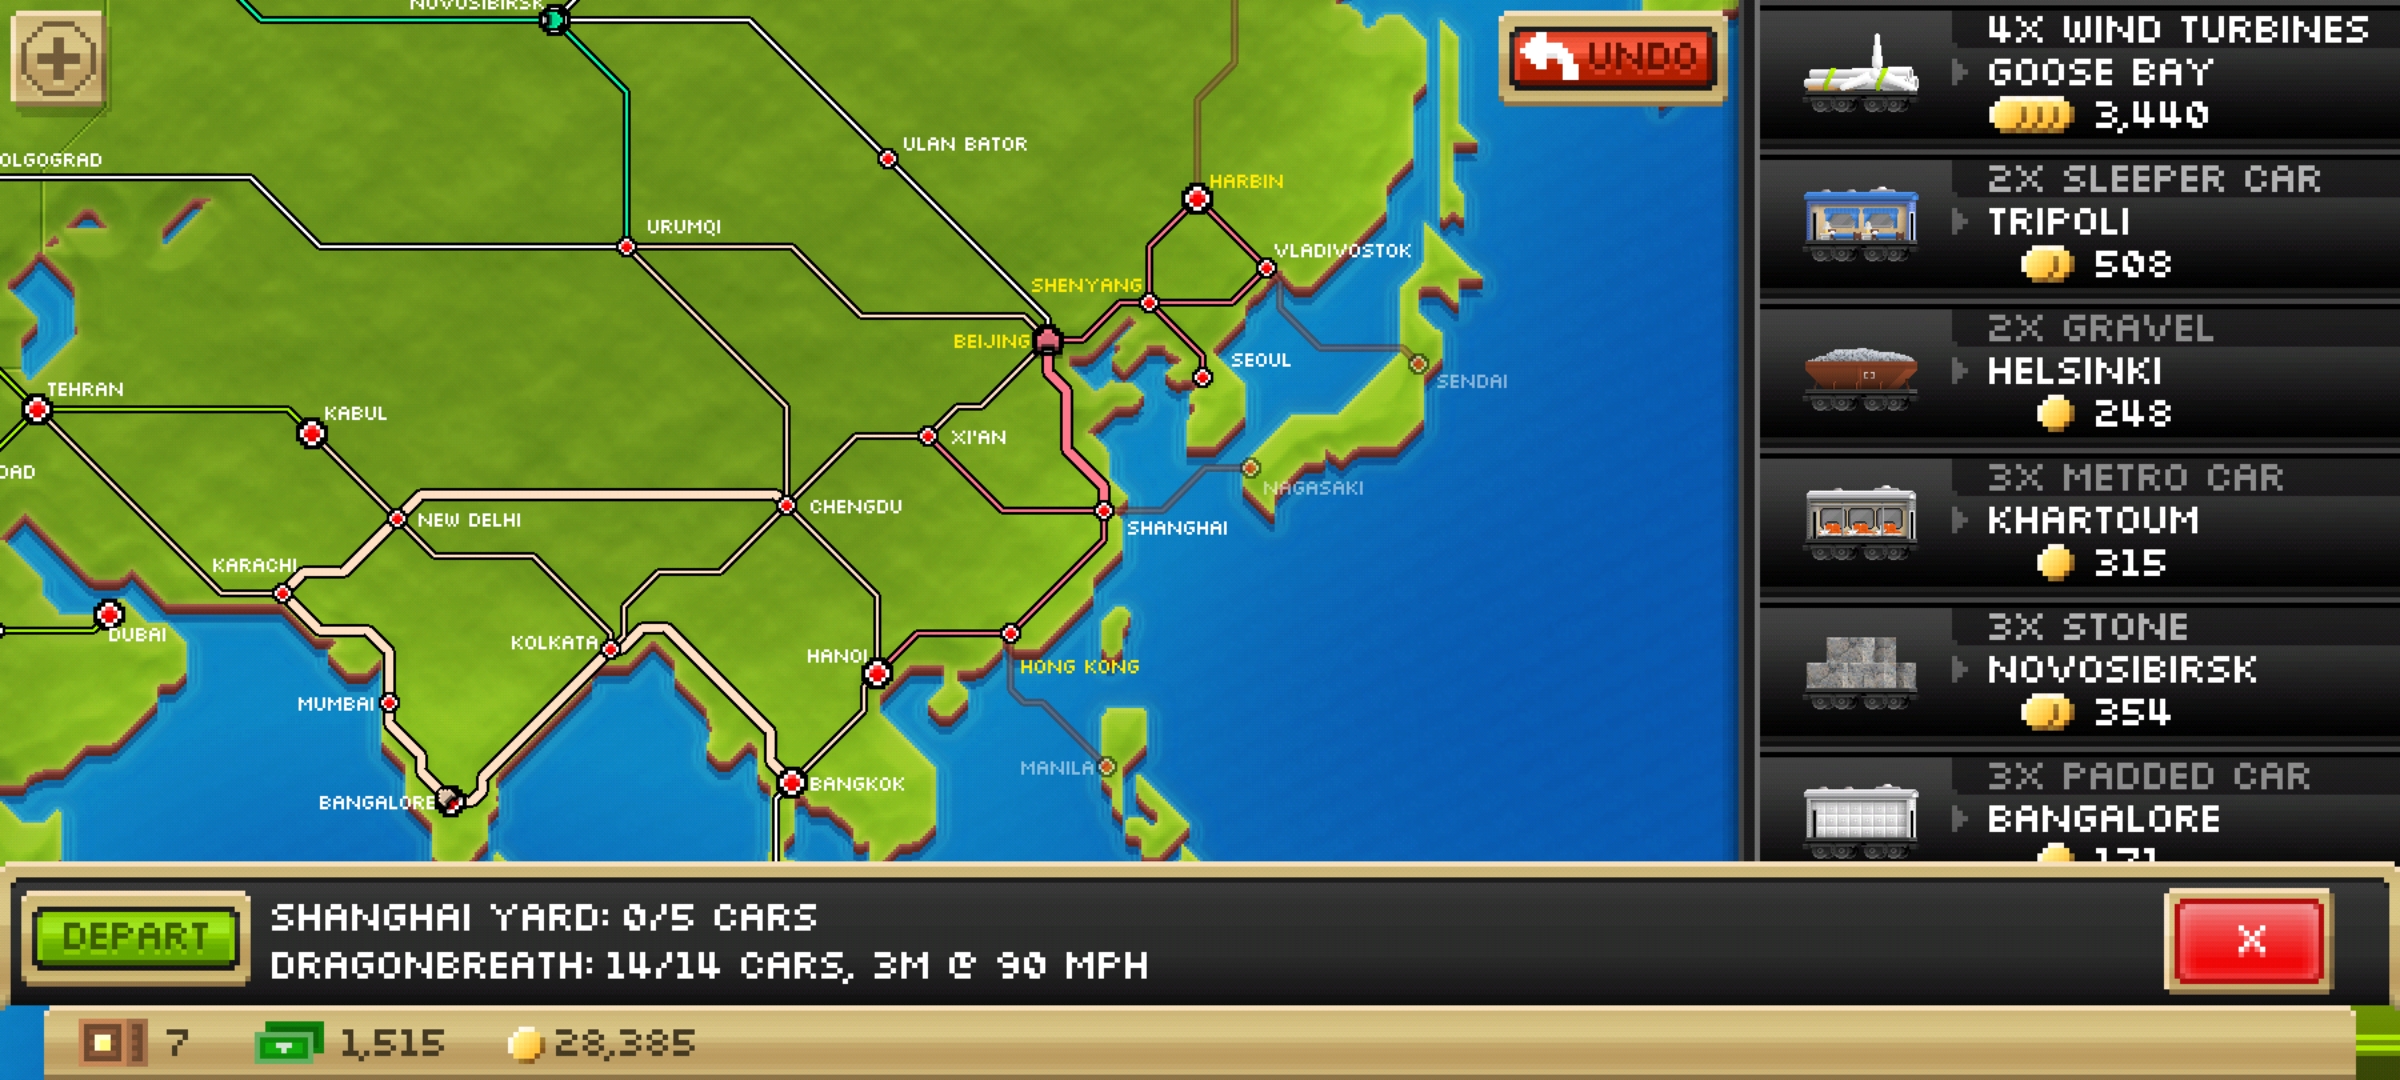 NOVOSIBIRSK
UNDO
ULAN BATOR
OLGOGRAD
HARBIN
URUMQI
VLADIVOSTOK
SHENYANG
BEIJING
SEOUL
SENDAI
TEHRAN
KABUL
XI'AN
OAD
NAGASAKI
CHENGDU
NEW DELHI
SHANGHAI
KARACHI
DUBAI
KOLKATA
HANOI
HONG KONG
MUMBAI
MANILA
BANGKOK
BANGALORE
4X WIND TURBINES
GOOSE BAY
3,440
2X SLEEPER CAR
TRIPOLI
508
2X GRAVEL
HELSINKI
248
3X METRO CAR
KHARTOUM
315
3X STONE
NOVOSIBIRSK
354
3X PADDED CAR
BANGALORE
171
DEPART
SHANGHAI YARD: 0/5 CARS
DRAGONBREATH: 14/14 CARS, 3M @ 90 MPH
X
7
1,515
28,385